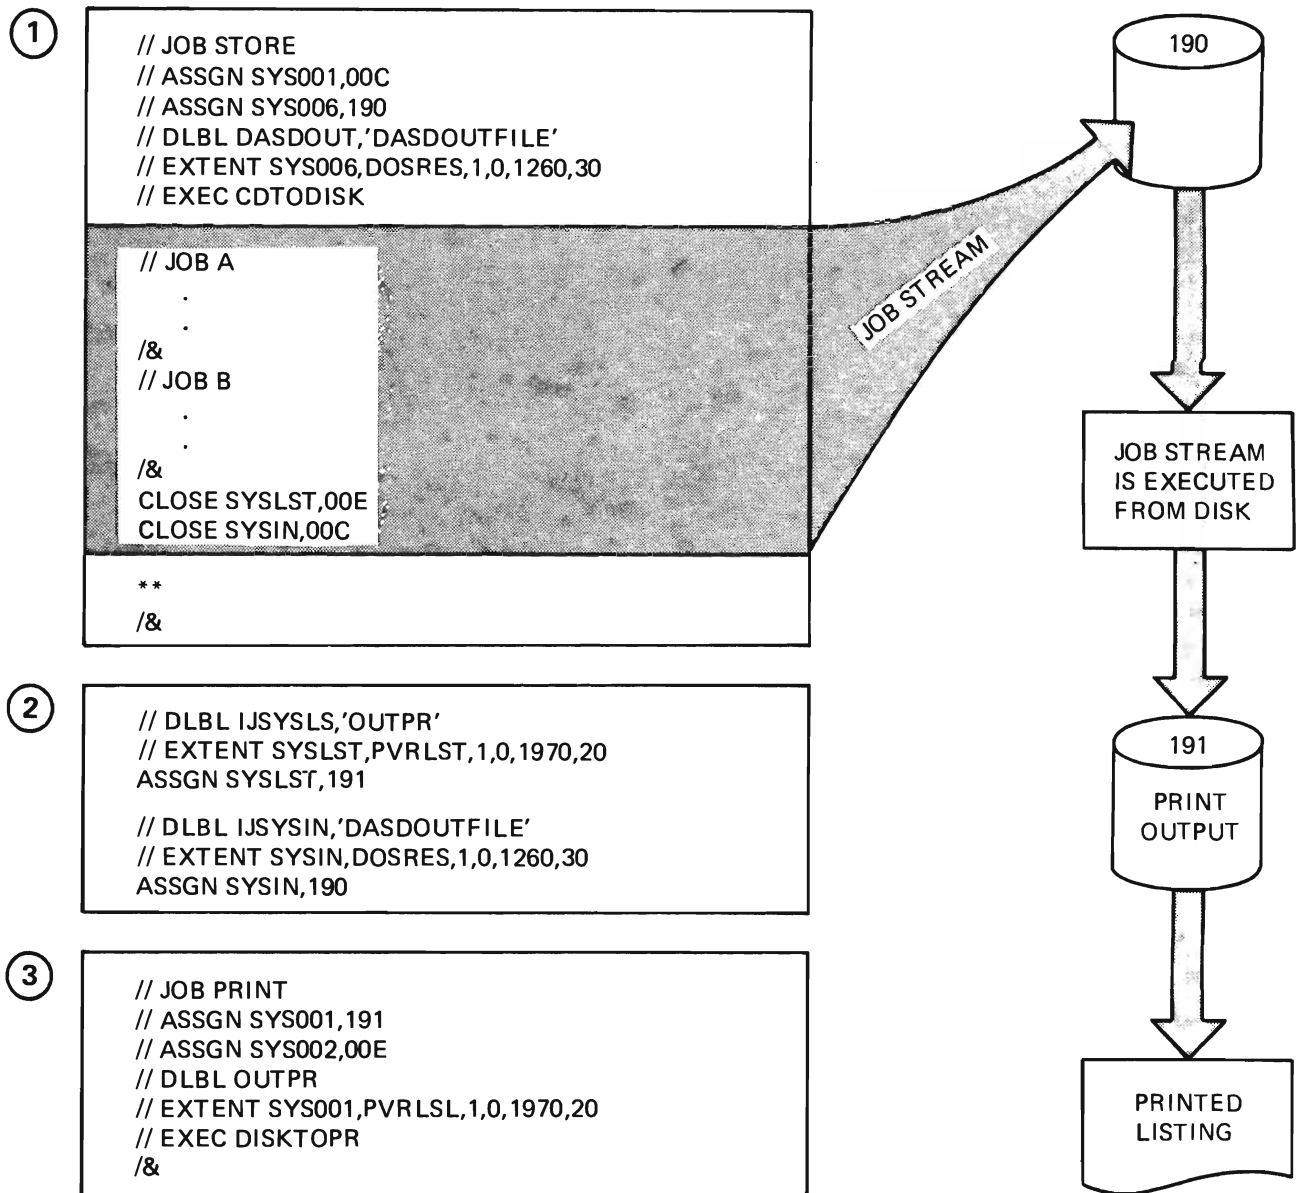 1
// JOB STORE
// ASSGN SYS001,00C
// ASSGN SYS006,190
// DLBL DASDOUT,'DASDOUTFILE'
// EXTENT SYS006,DOSRES,1,0,1260,30
// EXEC CDTODISK
// JOB A
.
.
/&
// JOB B
.
.
/&
CLOSE SYSLST,00E
CLOSE SYSIN,00C
**
/&
JOB STREAM
2
// DLBL IJSYSLS,'OUTPR'
// EXTENT SYSLST,PVRLST,1,0,1970,20
ASSGN SYSLST,191
// DLBL IJSYSIN,'DASDOUTFILE'
// EXTENT SYSIN,DOSRES,1,0,1260,30
ASSGN SYSIN,190
3
// JOB PRINT
// ASSGN SYS001,191
// ASSGN SYS002,00E
// DLBL OUTPR
// EXTENT SYS001,PVRLSL,1,0,1970,20
// EXEC DISKTOPR
/&
190
JOB STREAM
IS EXECUTED
FROM DISK
191
PRINT
OUTPUT
PRINTED
LISTING